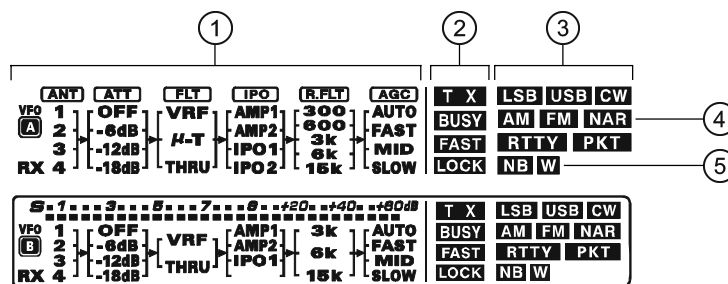 1 2 3
ANT ATT FLT IPO R.FLT AGC T X LSB USB CW
VFO 1 OFF VRF AMP1 300 AUTO BUSY AM FM NAR 4
A 2 -6dB μ-T AMP2 600 FAST FAST RTTY PKT
3 -12dB IPO1 3k MID LOCK NB W 5
RX 4 -18dB THRU IPO2 6k SLOW
15k
S 1 3 5 7 9 +20 +40 +60dB T X LSB USB CW
VFO 1 OFF VRF AMP1 3k AUTO BUSY AM FM NAR
B 2 -6dB AMP2 6k FAST FAST RTTY PKT
3 -12dB THRU IPO1 MID LOCK NB W
RX 4 -18dB 15k SLOW